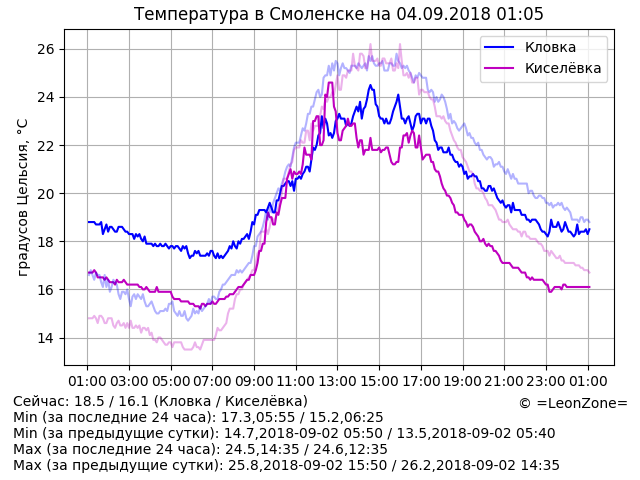 Температура в Смоленске на 04.09.2018 01:05
Кловка
Киселёвка
градусов Цельсия, °C
26
24
22
20
18
16
14
01:00 03:00 05:00 07:00 09:00 11:00 13:00 15:00 17:00 19:00 21:00 23:00 01:00
Сейчас: 18.5 / 16.1 (Кловка / Киселёвка)
© =LeonZone=
Min (за последние 24 часа): 17.3,05:55 / 15.2,06:25
Min (за предыдущие сутки): 14.7,2018-09-02 05:50 / 13.5,2018-09-02 05:40
Max (за последние 24 часа): 24.5,14:35 / 24.6,12:35
Max (за предыдущие сутки): 25.8,2018-09-02 15:50 / 26.2,2018-09-02 14:35